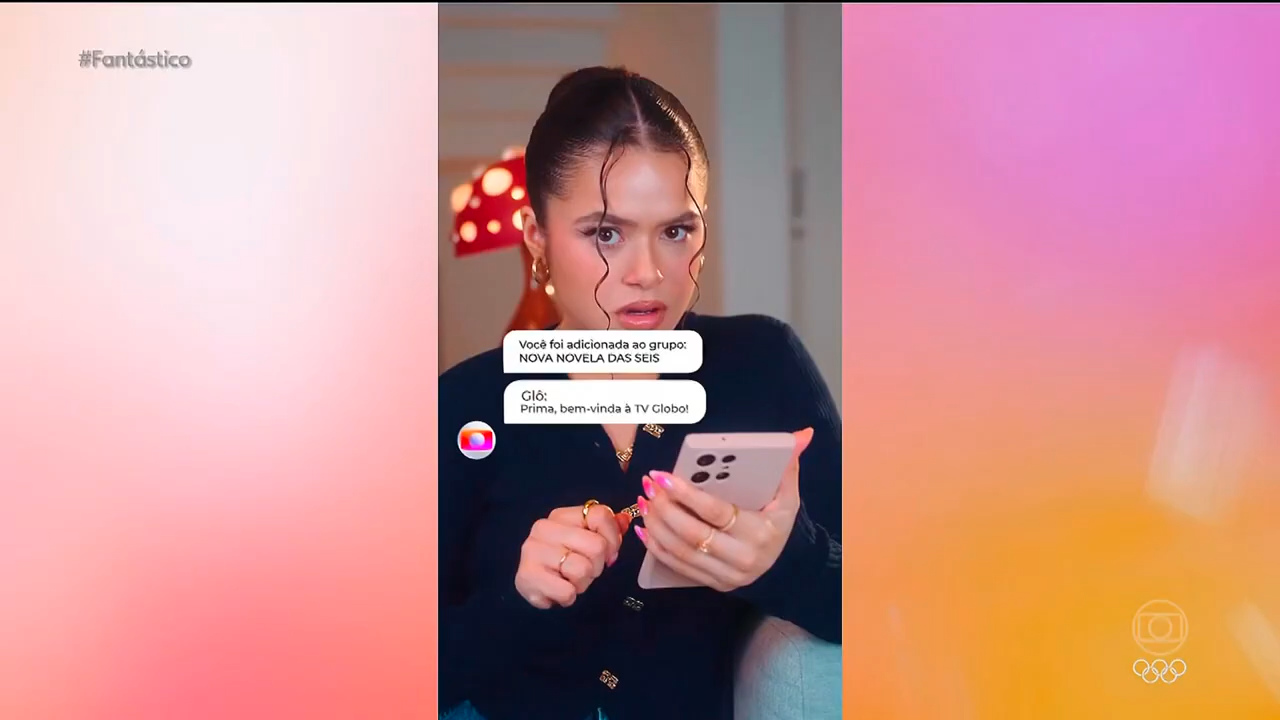 #Fantástico
Você foi adicionada ao grupo:
NOVA NOVELA DAS SEIS
Glô:
Prima, bem-vinda à TV Globo!